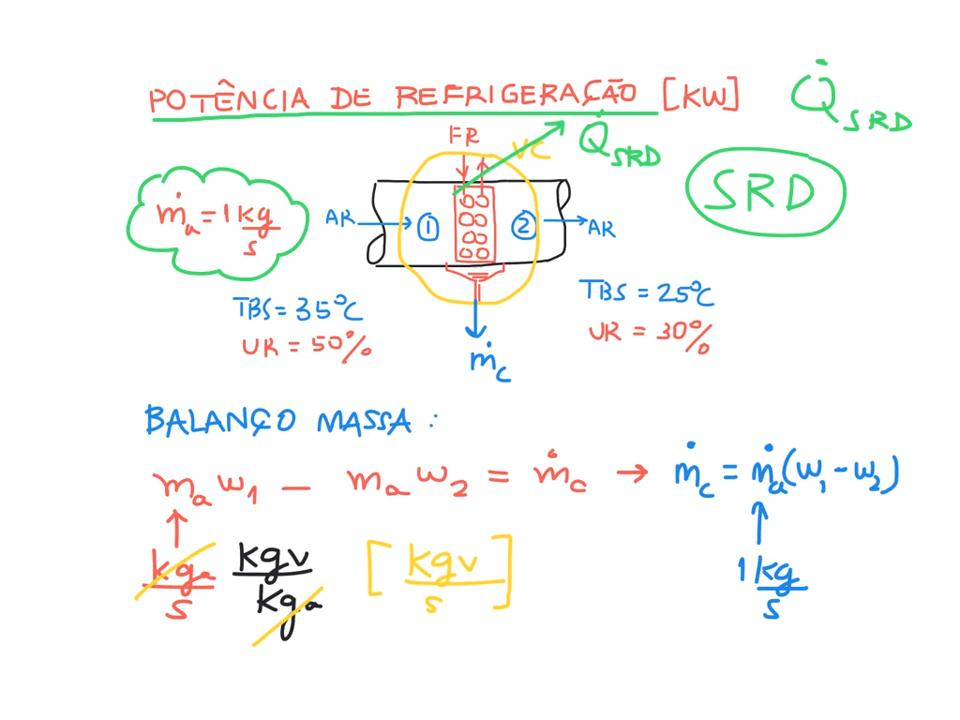 POTÊNCIA DE REFRIGERAÇÃO [KW] Q̇SRD
FR VC Q̇SRD
SRD
ṁa = 1 kg/s
AR 1 2 AR
TBS = 35°C TBS = 25°C
UR = 50% UR = 30%
ṁc
BALANÇO MASSA:
ma w1 − ma w2 = ṁc → ṁc = ṁa(w1 − w2)
kga/s kgv/kga [kgv/s] 1 kg/s